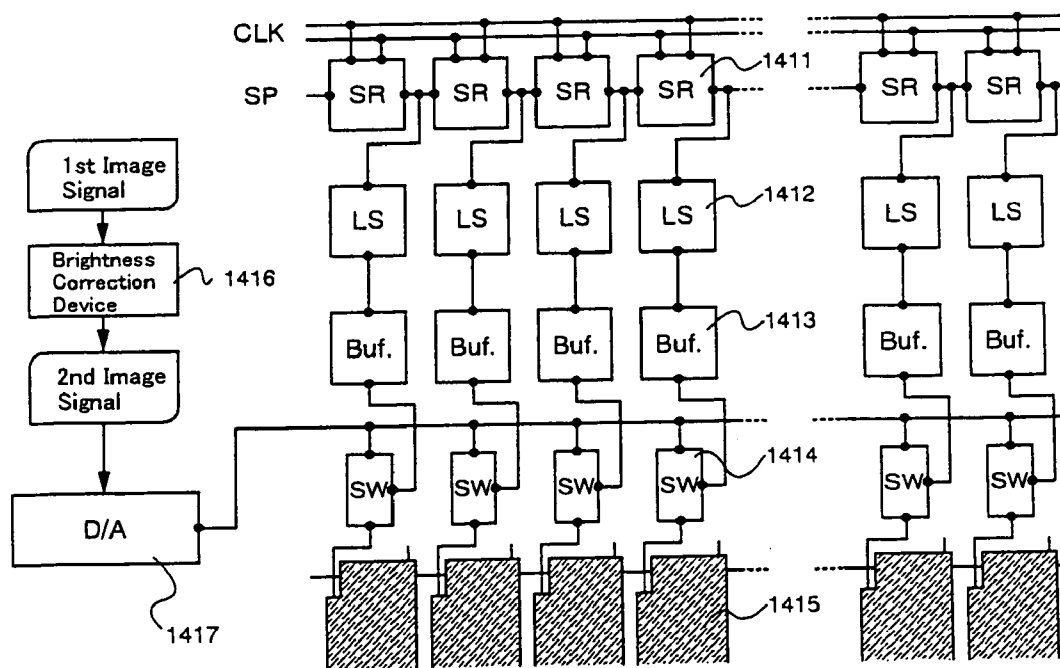 CLK
SP
SR SR SR SR SR SR
1411
1st Image
Signal
LS LS LS LS LS LS
1412
Brightness
Correction
Device
1416
Buf. Buf. Buf. Buf. Buf. Buf.
1413
2nd Image
Signal
SW SW SW SW SW SW
1414
D/A
1417
1415